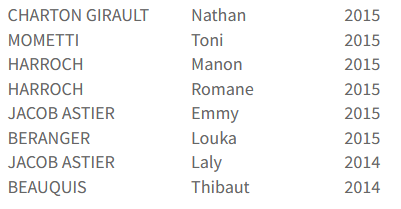 CHARTON GIRAULT Nathan 2015
MOMETTI Toni 2015
HARROCH Manon 2015
HARROCH Romane 2015
JACOB ASTIER Emmy 2015
BERANGER Louka 2015
JACOB ASTIER Laly 2014
BEAUQUIS Thibaut 2014